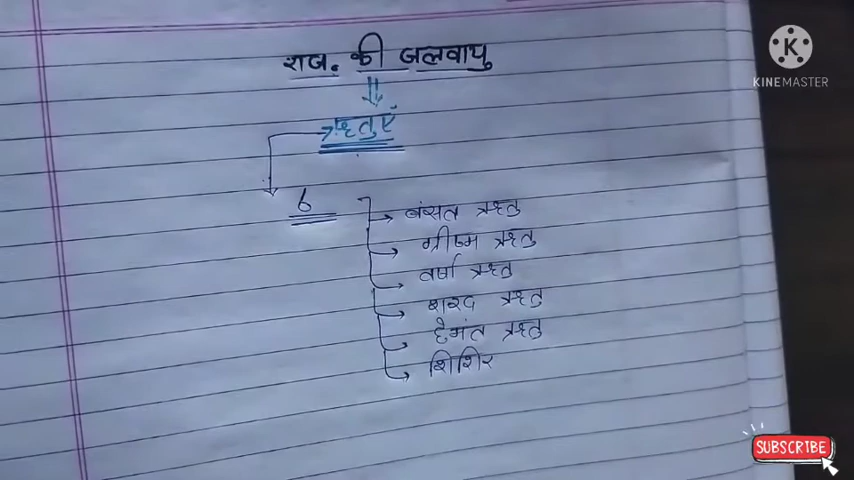 राज. की जलवायु
ऋतुएं
6
बंसत ऋतु
ग्रीष्म ऋतु
वर्षा ऋतु
शरद ऋतु
हेमंत ऋतु
शिशिर
KINEMASTER
SUBSCRIBE